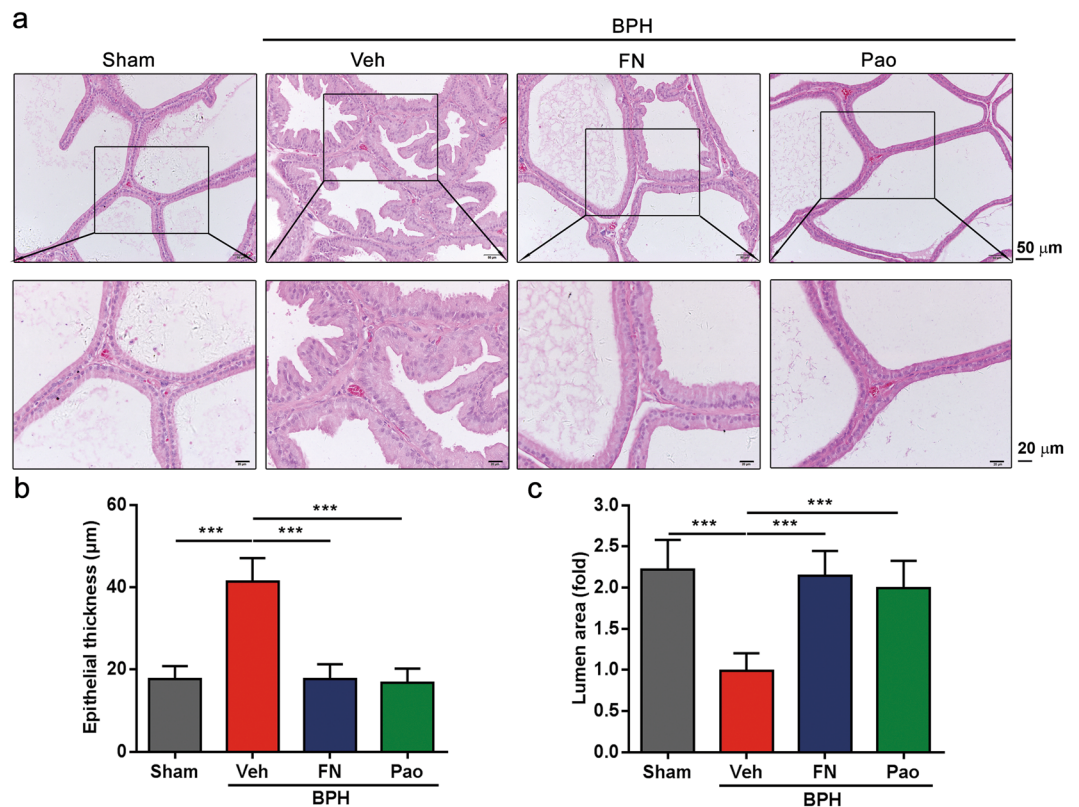 a
BPH
Sham Veh FN Pao
50 μm
20 μm
b
Epithelial thickness (μm)
60
40
20
0
*** *** ***
Sham Veh FN Pao
BPH
c
Lumen area (fold)
3.0
2.5
2.0
1.5
1.0
0.5
0.0
*** *** ***
Sham Veh FN Pao
BPH